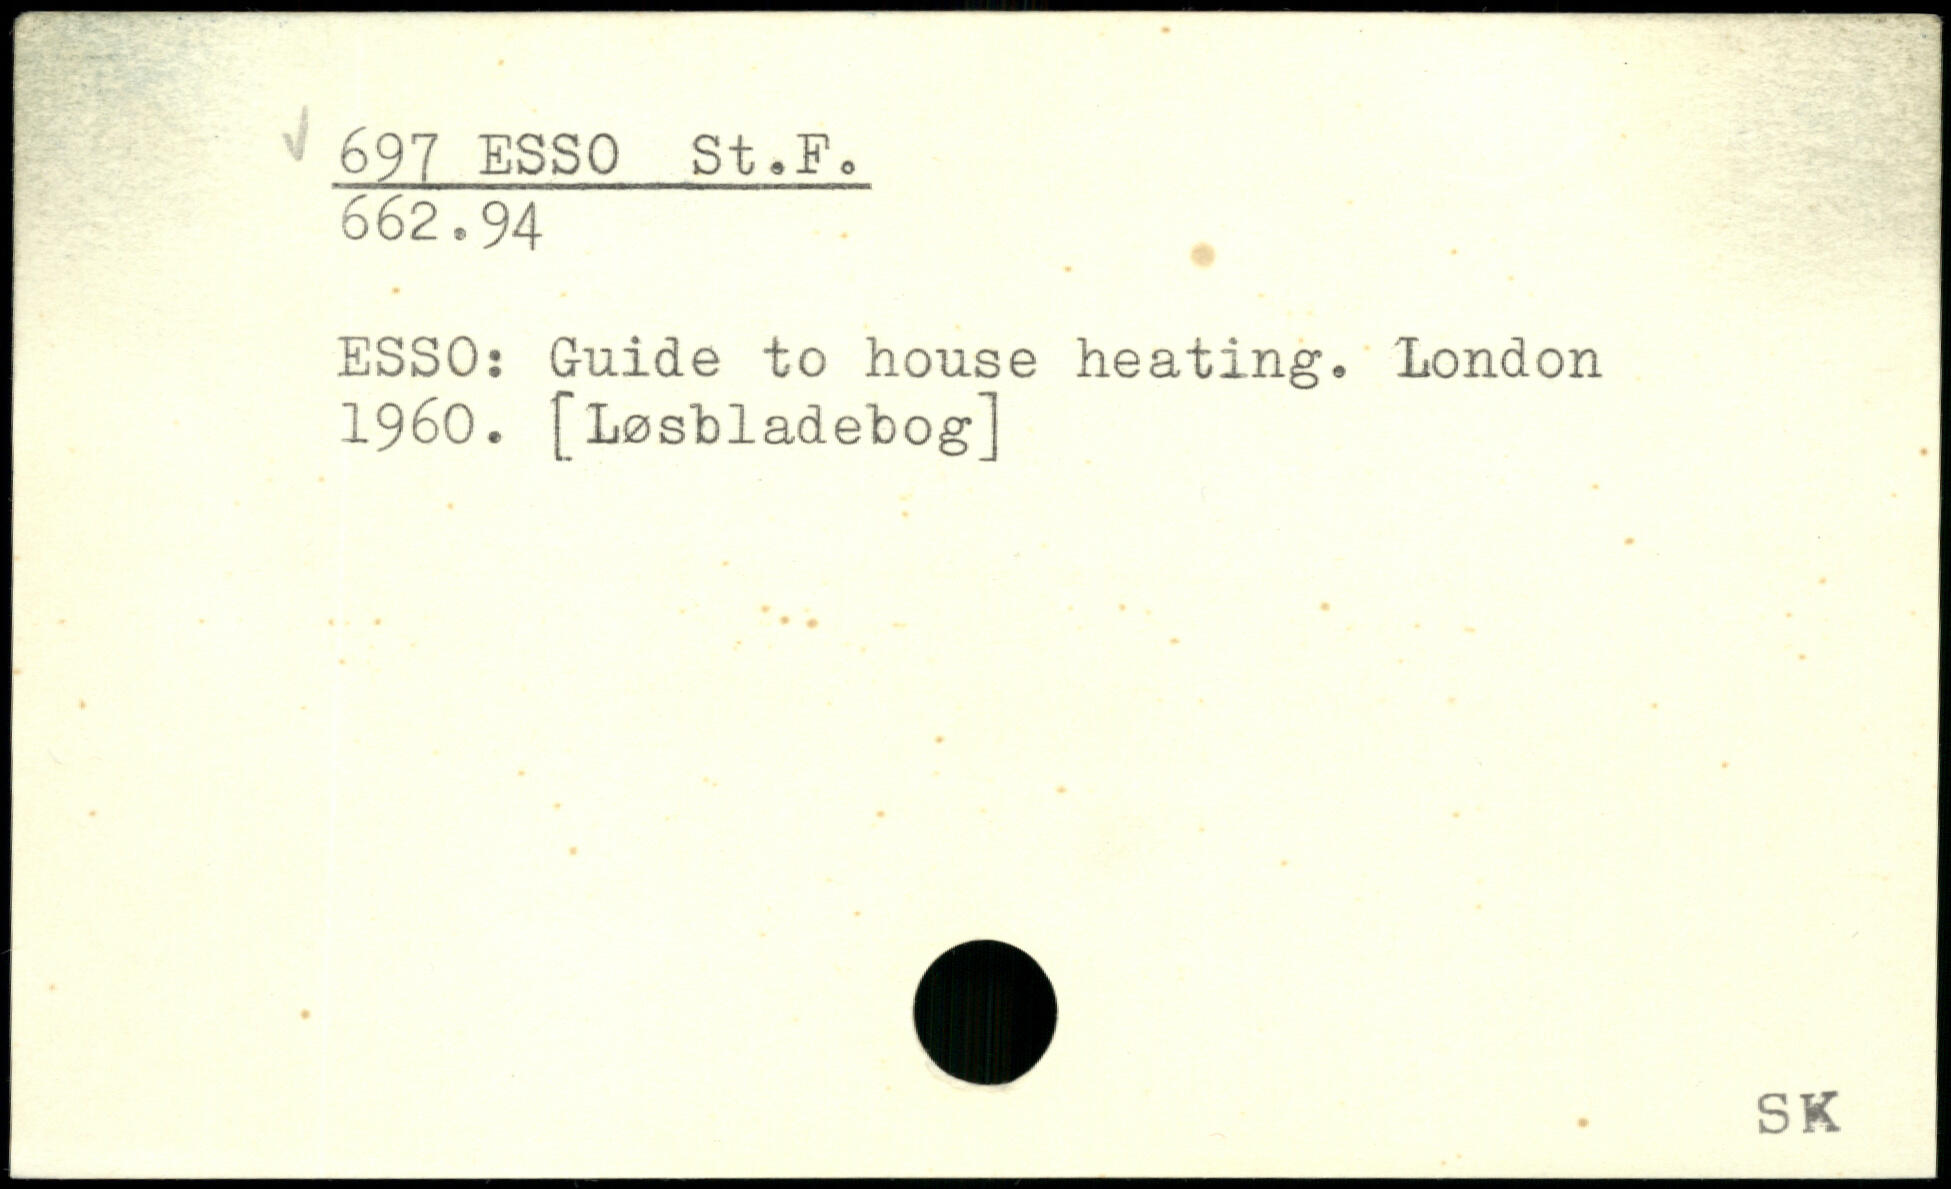 697 ESSO St.F.
662.94
ESSO: Guide to house heating. London
1960. [Løsbladebog]
SK